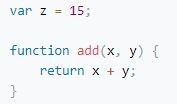 var z = 15;
function add(x, y) {
    return x + y;
}